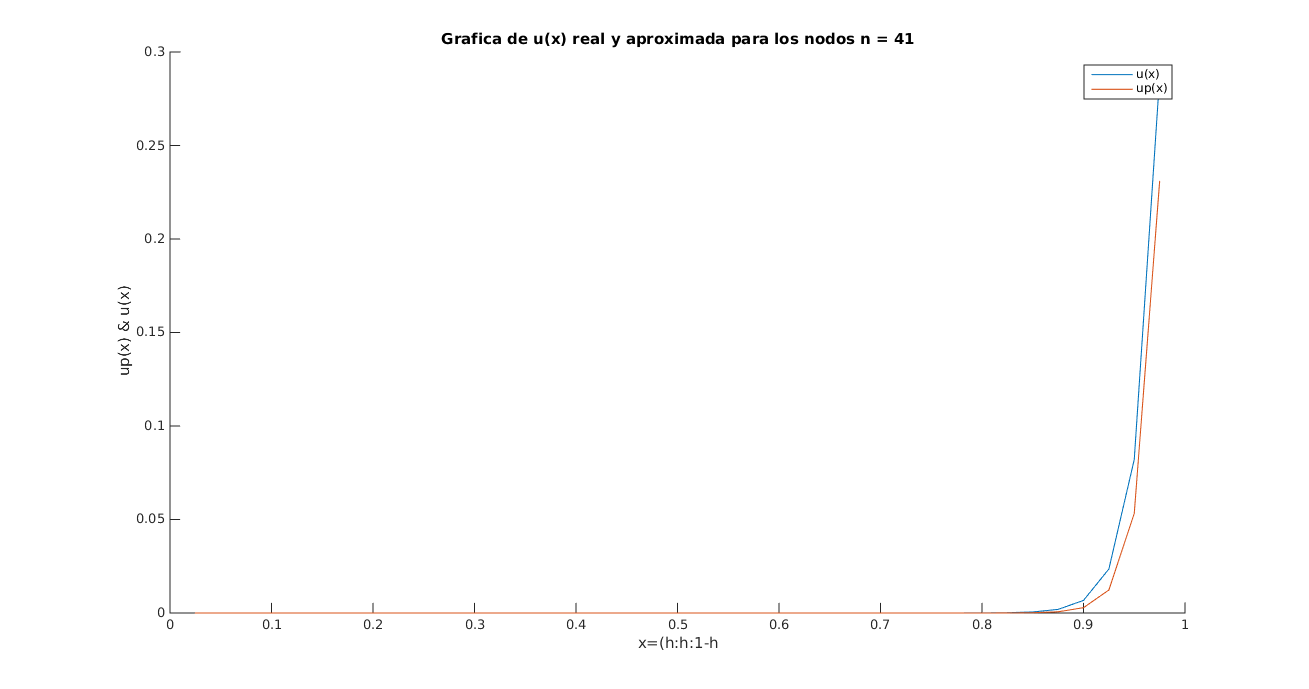 Grafica de u(x) real y aproximada para los nodos n = 41
u(x)
up(x)
up(x) & u(x)
0.3
0.25
0.2
0.15
0.1
0.05
0
0 0.1 0.2 0.3 0.4 0.5 0.6 0.7 0.8 0.9 1
x=(h:h:1-h